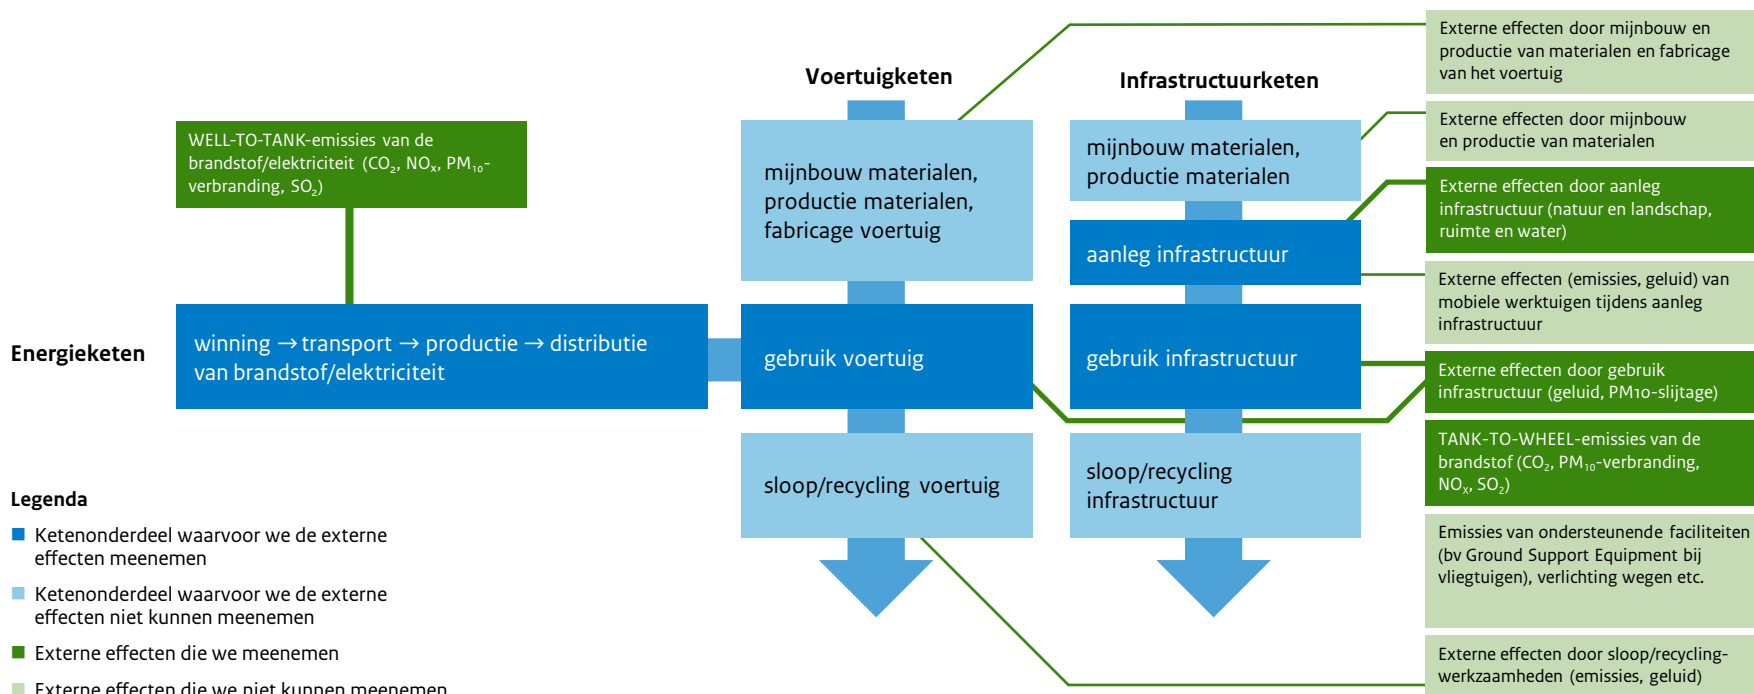 Voertuigketen
Infrastructuurketen
WELL-TO-TANK-emissies van de
brandstof/elektriciteit (CO₂, NOₓ, PM₁₀-
verbranding, SO₂)
mijnbouw materialen,
productie materialen,
fabricage voertuig
mijnbouw materialen,
productie materialen
aanleg infrastructuur
Energieketen
winning → transport → productie → distributie
van brandstof/elektriciteit
gebruik voertuig
gebruik infrastructuur
sloop/recycling voertuig
sloop/recycling
infrastructuur
Externe effecten door mijnbouw en
productie van materialen en fabricage
van het voertuig
Externe effecten door mijnbouw
en productie van materialen
Externe effecten door aanleg
infrastructuur (natuur en landschap,
ruimte en water)
Externe effecten (emissies, geluid) van
mobiele werktuigen tijdens aanleg
infrastructuur
Externe effecten door gebruik
infrastructuur (geluid, PM10-slijtage)
TANK-TO-WHEEL-emissies van de
brandstof (CO₂, PM₁₀-verbranding,
NOₓ, SO₂)
Emissies van ondersteunende faciliteiten
(bv Ground Support Equipment bij
vliegtuigen), verlichting wegen etc.
Externe effecten door sloop/recycling-
werkzaamheden (emissies, geluid)
Legenda
Ketenonderdeel waarvoor we de externe
effecten meenemen
Ketenonderdeel waarvoor we de externe
effecten niet kunnen meenemen
Externe effecten die we meenemen
Externe effecten die we niet kunnen meenemen